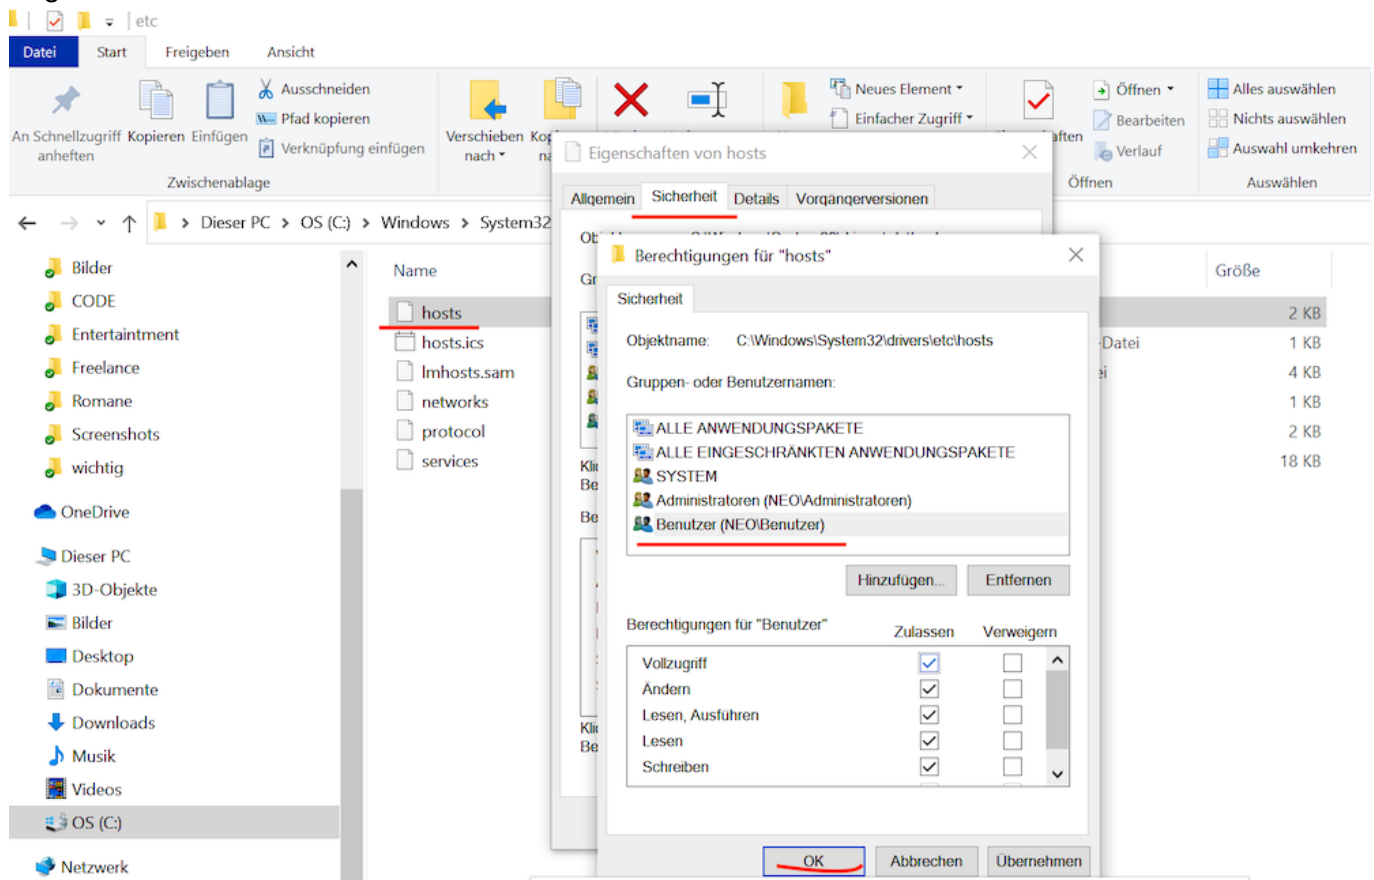 etc
Datei Start Freigeben Ansicht
An Schnellzugriff anheften
Kopieren
Einfügen
Ausschneiden
Pfad kopieren
Verknüpfung einfügen
Zwischenablage
Verschieben nach
Neues Element
Einfacher Zugriff
Öffnen
Bearbeiten
Verlauf
Öffnen
Alles auswählen
Nichts auswählen
Auswahl umkehren
Auswählen
Dieser PC > OS (C:) > Windows > System32
Bilder
CODE
Entertaintment
Freelance
Romane
Screenshots
wichtig
OneDrive
Dieser PC
3D-Objekte
Bilder
Desktop
Dokumente
Downloads
Musik
Videos
OS (C:)
Netzwerk
Name Größe
hosts 2 KB
hosts.ics -Datei 1 KB
lmhosts.sam 4 KB
networks 1 KB
protocol 2 KB
services 18 KB
Eigenschaften von hosts
Allgemein Sicherheit Details Vorgängerversionen
Berechtigungen für "hosts"
Sicherheit
Objektname: C:\Windows\System32\drivers\etc\hosts
Gruppen- oder Benutzernamen:
ALLE ANWENDUNGSPAKETE
ALLE EINGESCHRÄNKTEN ANWENDUNGSPAKETE
SYSTEM
Administratoren (NEO\Administratoren)
Benutzer (NEO\Benutzer)
Hinzufügen... Entfernen
Berechtigungen für "Benutzer" Zulassen Verweigern
Vollzugriff
Ändern
Lesen, Ausführen
Lesen
Schreiben
OK Abbrechen Übernehmen